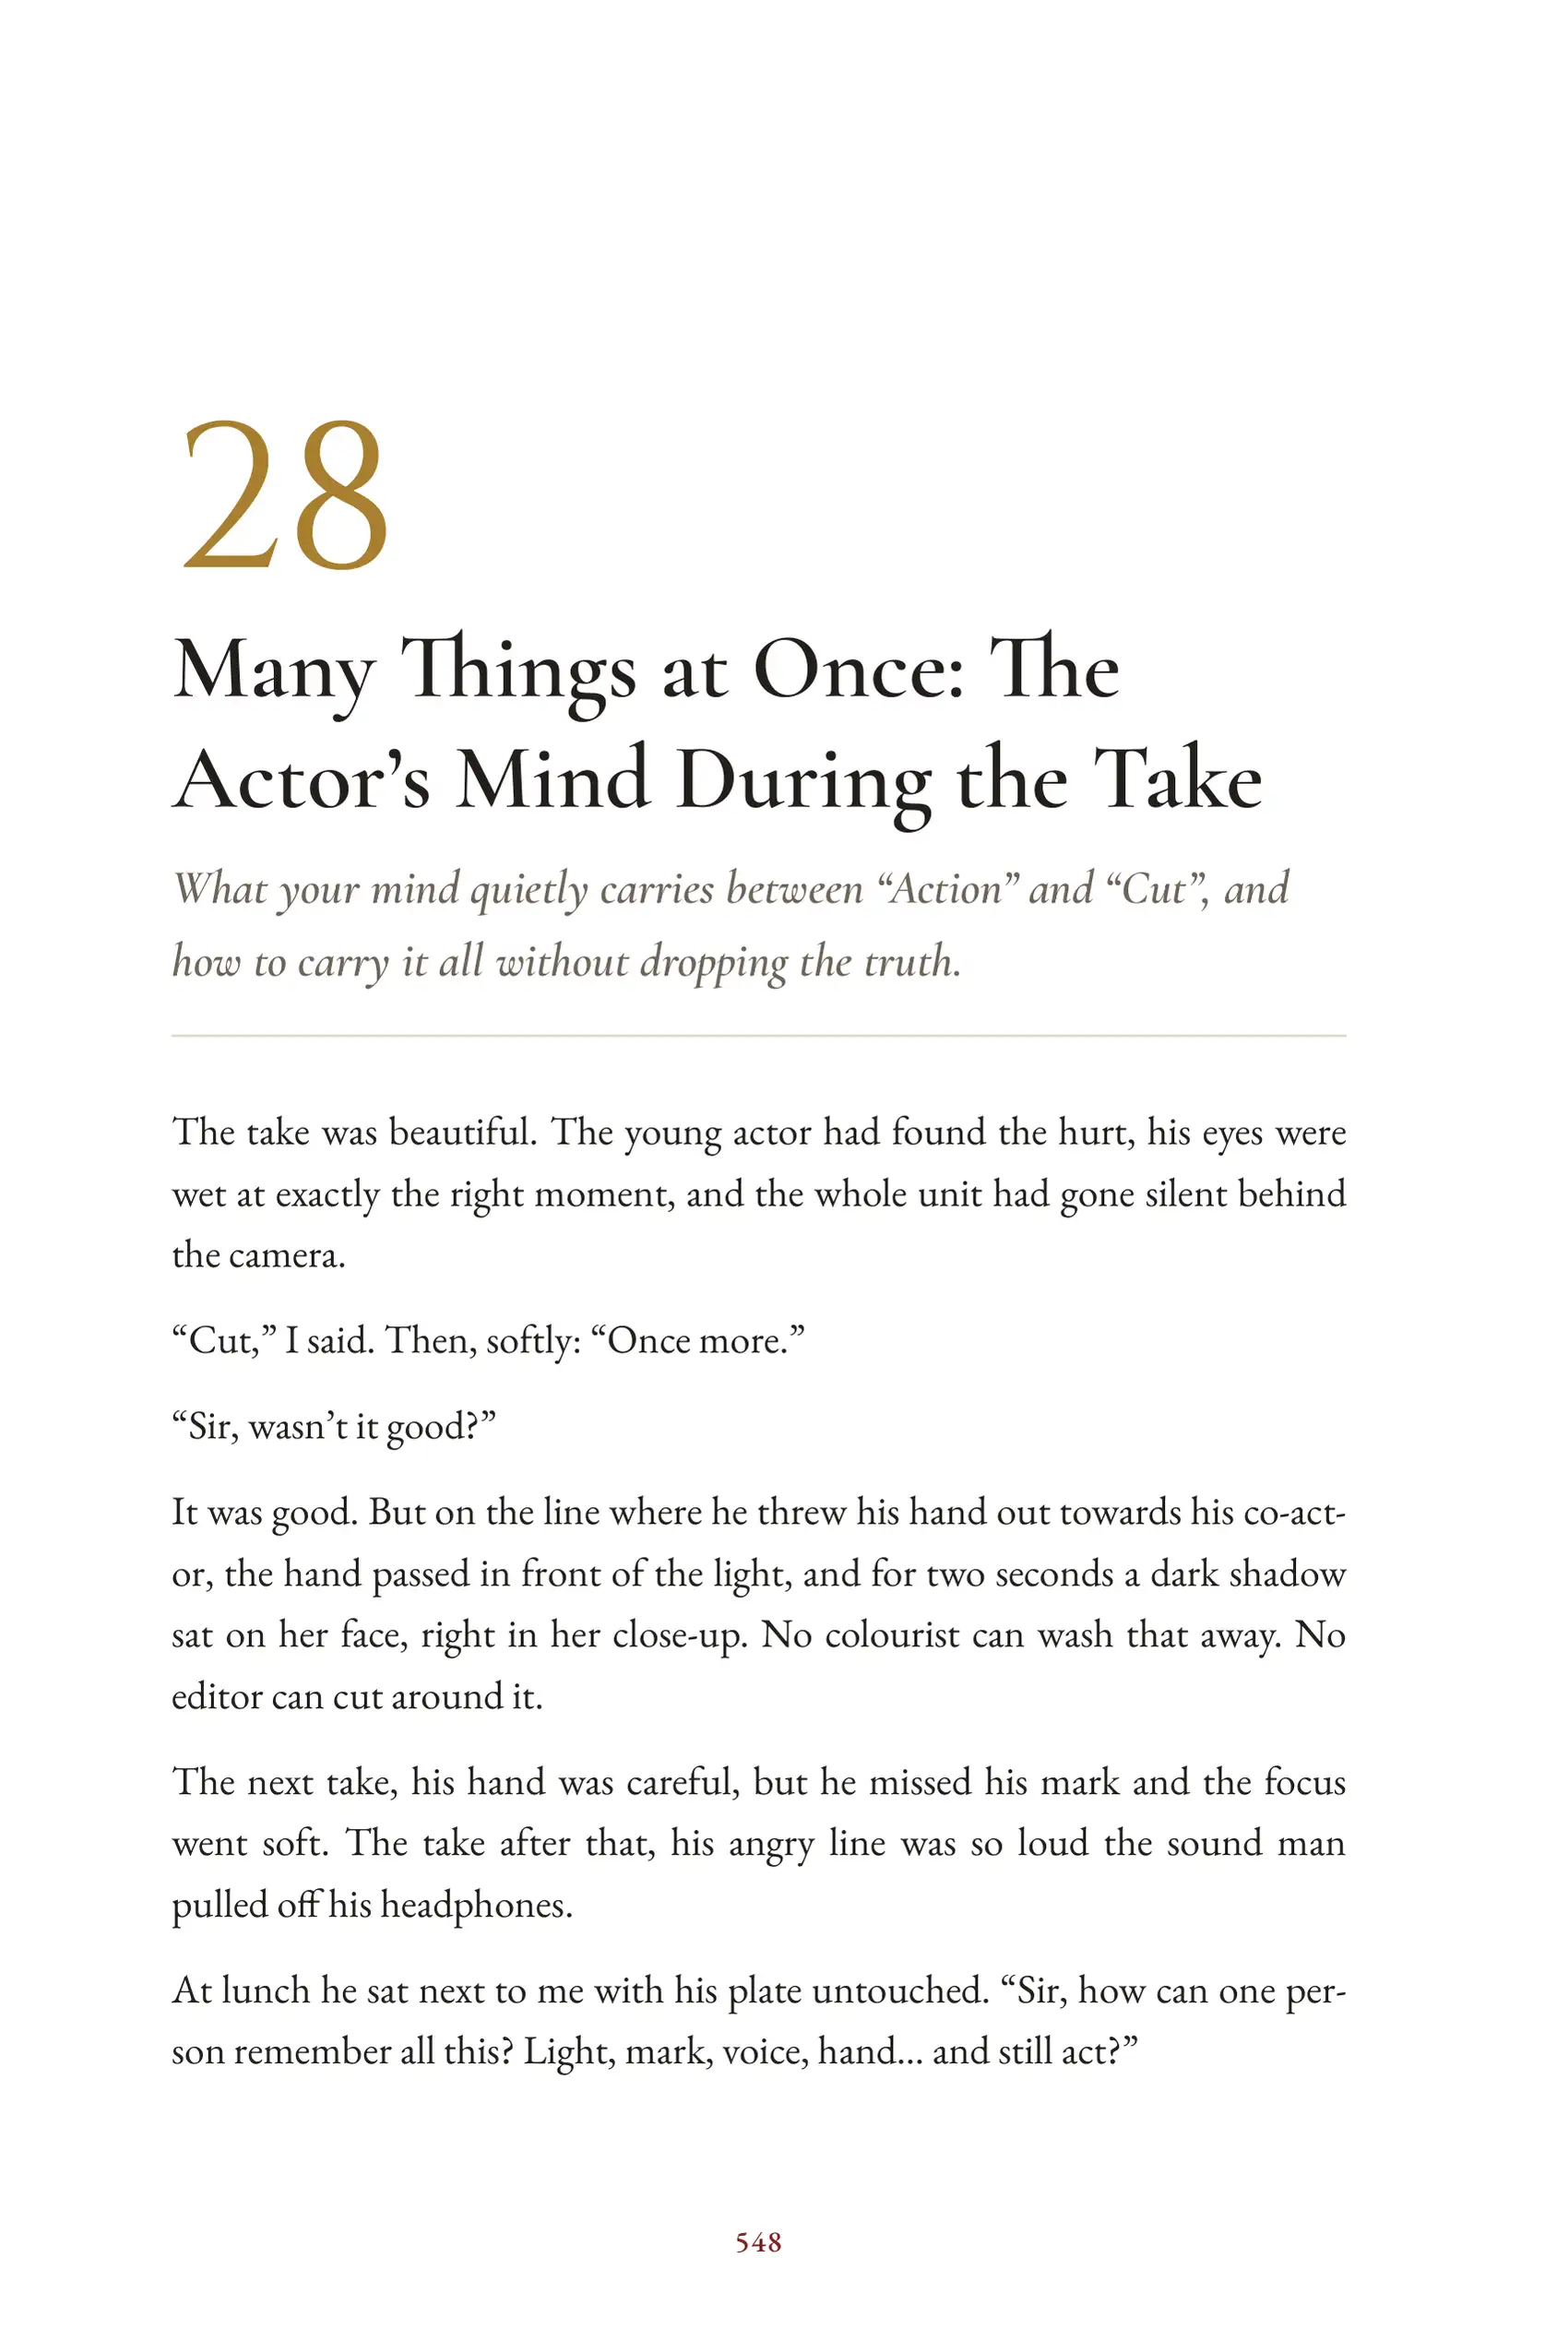 28
Many Things at Once: The
Actor’s Mind During the Take
What your mind quietly carries between “Action” and “Cut”, and
how to carry it all without dropping the truth.
The take was beautiful. The young actor had found the hurt, his eyes were
wet at exactly the right moment, and the whole unit had gone silent behind
the camera.
“Cut,” I said. Then, softly: “Once more.”
“Sir, wasn’t it good?”
It was good. But on the line where he threw his hand out towards his co-act-
or, the hand passed in front of the light, and for two seconds a dark shadow
sat on her face, right in her close-up. No colourist can wash that away. No
editor can cut around it.
The next take, his hand was careful, but he missed his mark and the focus
went soft. The take after that, his angry line was so loud the sound man
pulled off his headphones.
At lunch he sat next to me with his plate untouched. “Sir, how can one per-
son remember all this? Light, mark, voice, hand… and still act?”
548